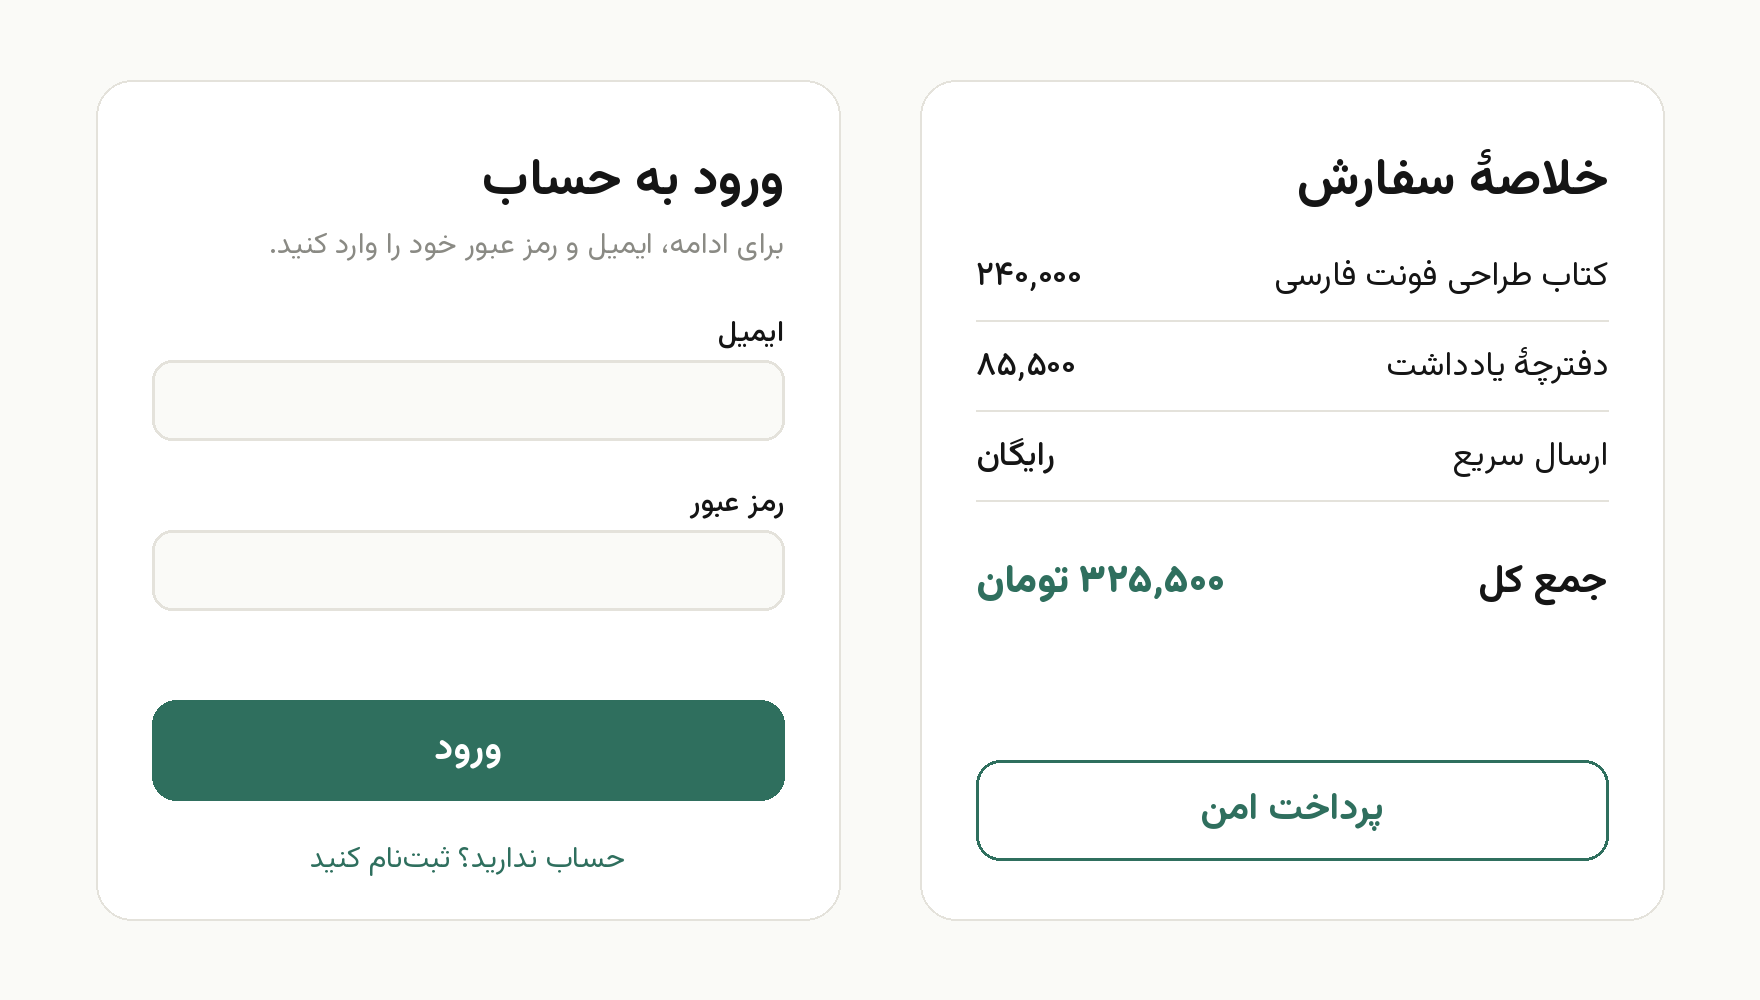 خلاصهٔ سفارش
کتاب طراحی فونت فارسی ۲۴۰,۰۰۰
دفترچهٔ یادداشت ۸۵,۵۰۰
ارسال سریع رایگان
جمع کل ۳۲۵,۵۰۰ تومان
پرداخت امن
ورود به حساب
برای ادامه، ایمیل و رمز عبور خود را وارد کنید.
ایمیل
رمز عبور
ورود
حساب ندارید؟ ثبت‌نام کنید